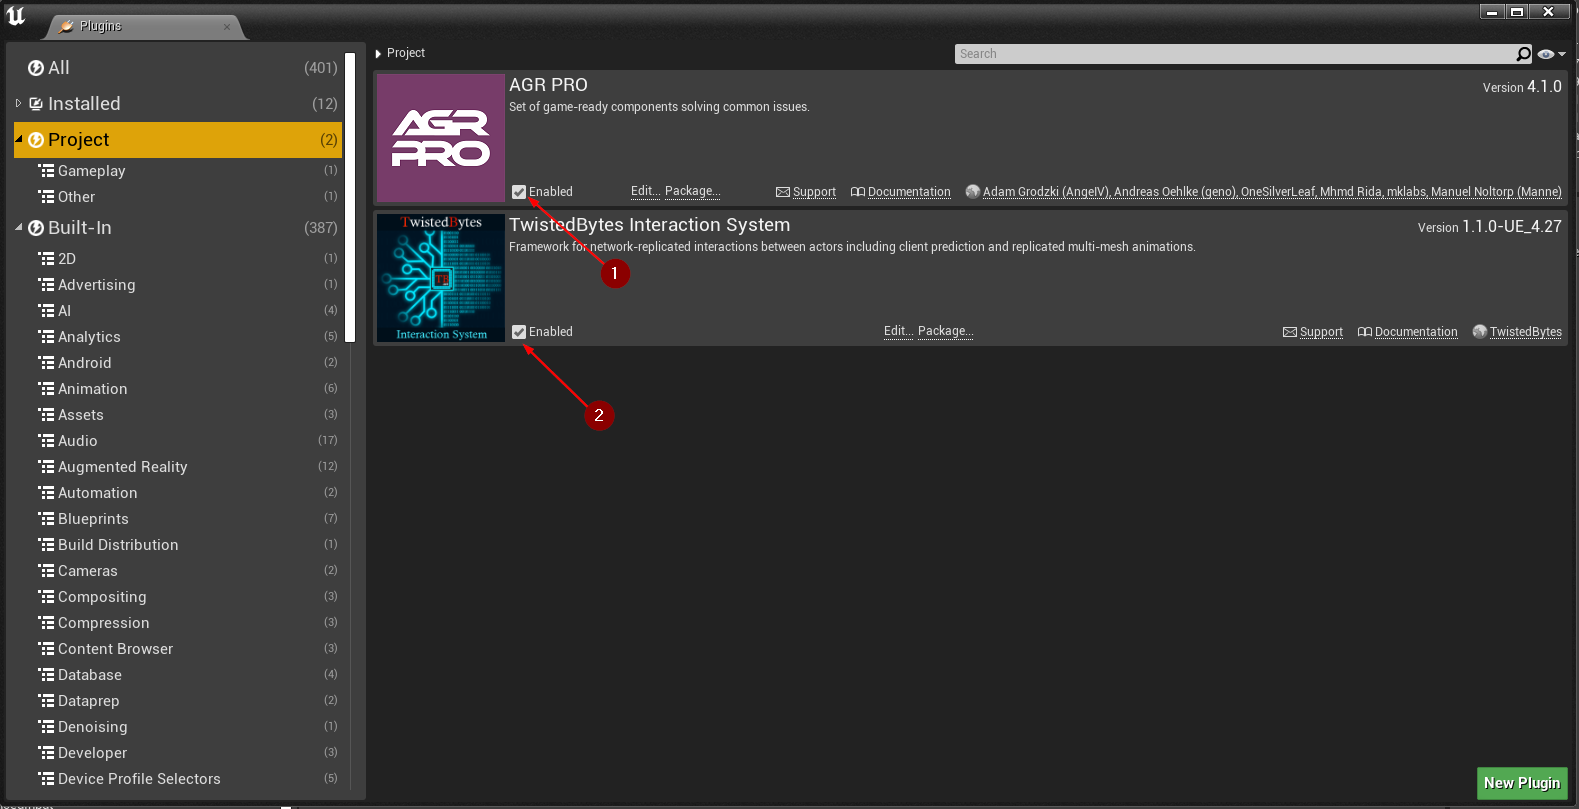 Plugins
All (401)
Installed (12)
Project (2)
Gameplay (1)
Other (1)
Built-In (387)
2D (1)
Advertising (1)
AI (4)
Analytics (5)
Android (2)
Animation (6)
Assets (3)
Audio (17)
Augmented Reality (12)
Automation (2)
Blueprints (7)
Build Distribution (1)
Cameras (2)
Compositing (3)
Compression (3)
Content Browser (3)
Database (4)
Dataprep (2)
Denoising (1)
Developer (3)
Device Profile Selectors (5)
Project
Search
AGR
PRO
AGR PRO
Version 4.1.0
Set of game-ready components solving common issues.
Enabled
Edit... Package...
Support Documentation Adam Grodzki (AngeIV), Andreas Oehlke (geno), OneSilverLeaf, Mhmd Rida, mklabs, Manuel Noltorp (Manne)
1
TwistedBytes
TB
Interaction System
TwistedBytes Interaction System
Version 1.1.0-UE_4.27
Framework for network-replicated interactions between actors including client prediction and replicated multi-mesh animations.
Enabled
Edit... Package...
Support Documentation TwistedBytes
2
New Plugin